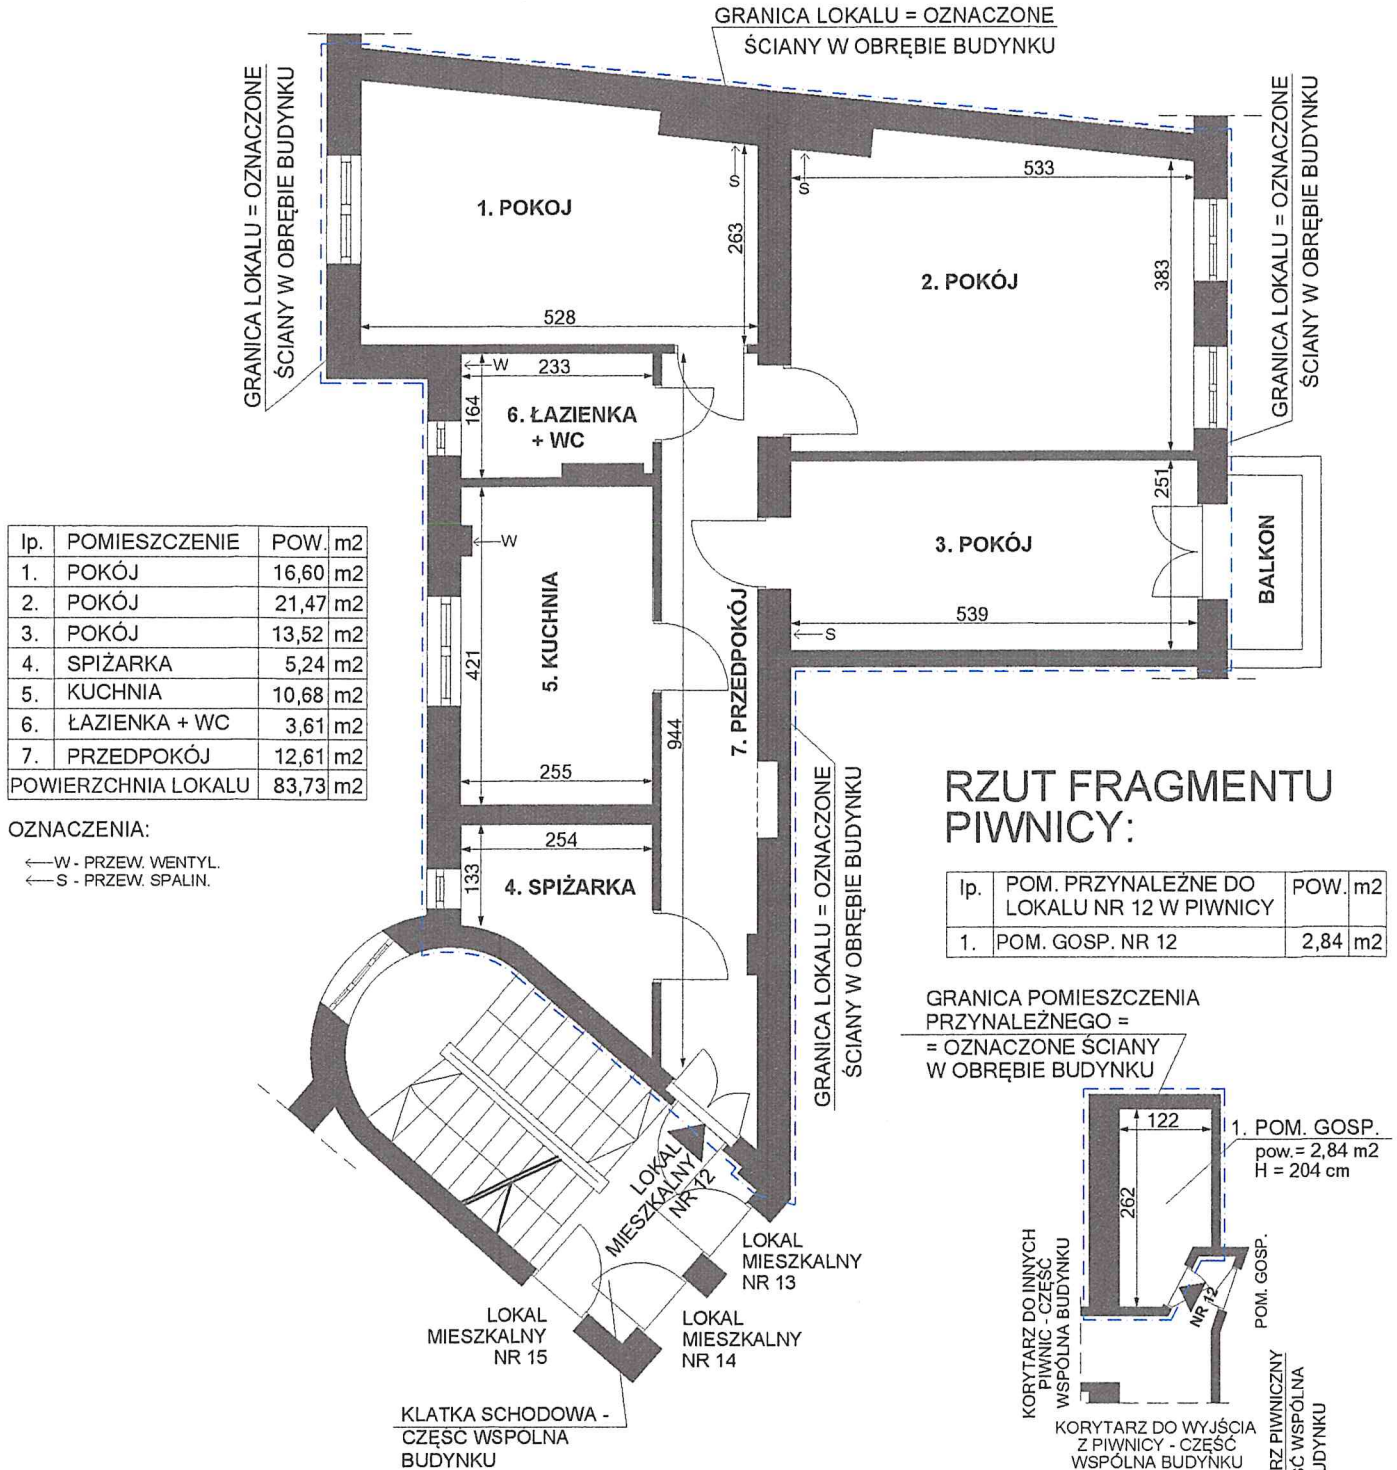 GRANICA LOKALU = OZNACZONE
ŚCIANY W OBRĘBIE BUDYNKU
GRANICA LOKALU = OZNACZONE
ŚCIANY W OBRĘBIE BUDYNKU
GRANICA LOKALU = OZNACZONE
ŚCIANY W OBRĘBIE BUDYNKU
S
S
533
1. POKOJ
263
2. POKÓJ
383
528
W
233
164
6. ŁAZIENKA
+ WC
251
lp. POMIESZCZENIE POW. m2
1. POKÓJ 16,60 m2
2. POKÓJ 21,47 m2
3. POKÓJ 13,52 m2
4. SPIŻARKA 5,24 m2
5. KUCHNIA 10,68 m2
6. ŁAZIENKA + WC 3,61 m2
7. PRZEDPOKÓJ 12,61 m2
POWIERZCHNIA LOKALU 83,73 m2
OZNACZENIA:
W - PRZEW. WENTYL.
S - PRZEW. SPALIN.
W
3. POKÓJ
BALKON
539
S
5. KUCHNIA
421
255
944
7. PRZEDPOKÓJ
254
133
4. SPIŻARKA
GRANICA LOKALU = OZNACZONE
ŚCIANY W OBRĘBIE BUDYNKU
RZUT FRAGMENTU
PIWNICY:
lp. POM. PRZYNALEŻNE DO POW. m2
LOKALU NR 12 W PIWNICY
1. POM. GOSP. NR 12 2,84 m2
GRANICA POMIESZCZENIA
PRZYNALEŻNEGO =
= OZNACZONE ŚCIANY
W OBRĘBIE BUDYNKU
122
1. POM. GOSP.
pow.= 2,84 m2
H = 204 cm
262
LOKAL
MIESZKALNY
NR 12
LOKAL
MIESZKALNY
NR 13
LOKAL
MIESZKALNY
NR 14
LOKAL
MIESZKALNY
NR 15
KLATKA SCHODOWA -
CZĘŚĆ WSPÓLNA
BUDYNKU
KORYTARZ DO INNYCH
PIWNIC - CZĘŚĆ
WSPÓLNA BUDYNKU
NR 12
POM. GOSP.
KORYTARZ DO WYJŚCIA
Z PIWNICY - CZĘŚĆ
WSPÓLNA BUDYNKU
RZ PIWNICZNY
ŚĆ WSPÓLNA
UDYNKU